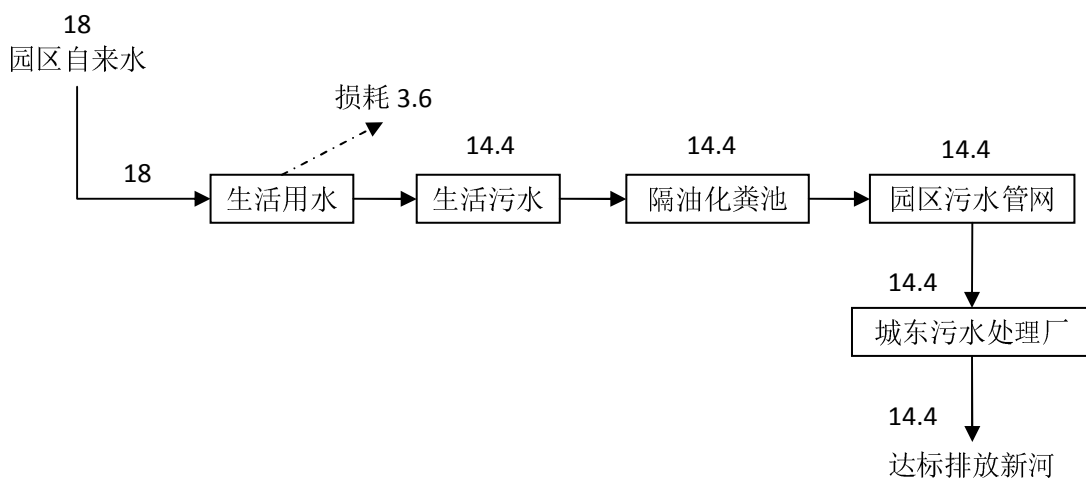 18
园区自来水
损耗 3.6
18
生活用水
14.4
生活污水
14.4
隔油化粪池
14.4
园区污水管网
14.4
城东污水处理厂
14.4
达标排放新河